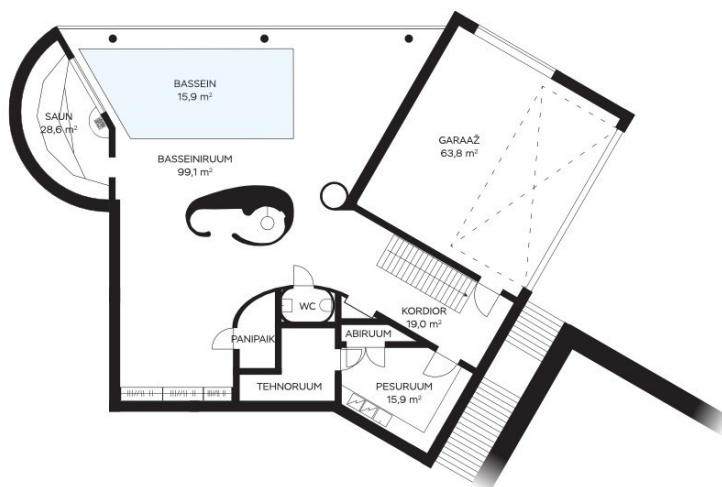 BASSEIN
15,9 m²
SAUN
28,6 m²
GARAAŽ
63,8 m²
BASSEINIRUUM
99,1 m²
WC
KORDIOR
19,0 m²
PANIPAIK
ABIRUUM
TEHNORUUM
PESURUUM
15,9 m²